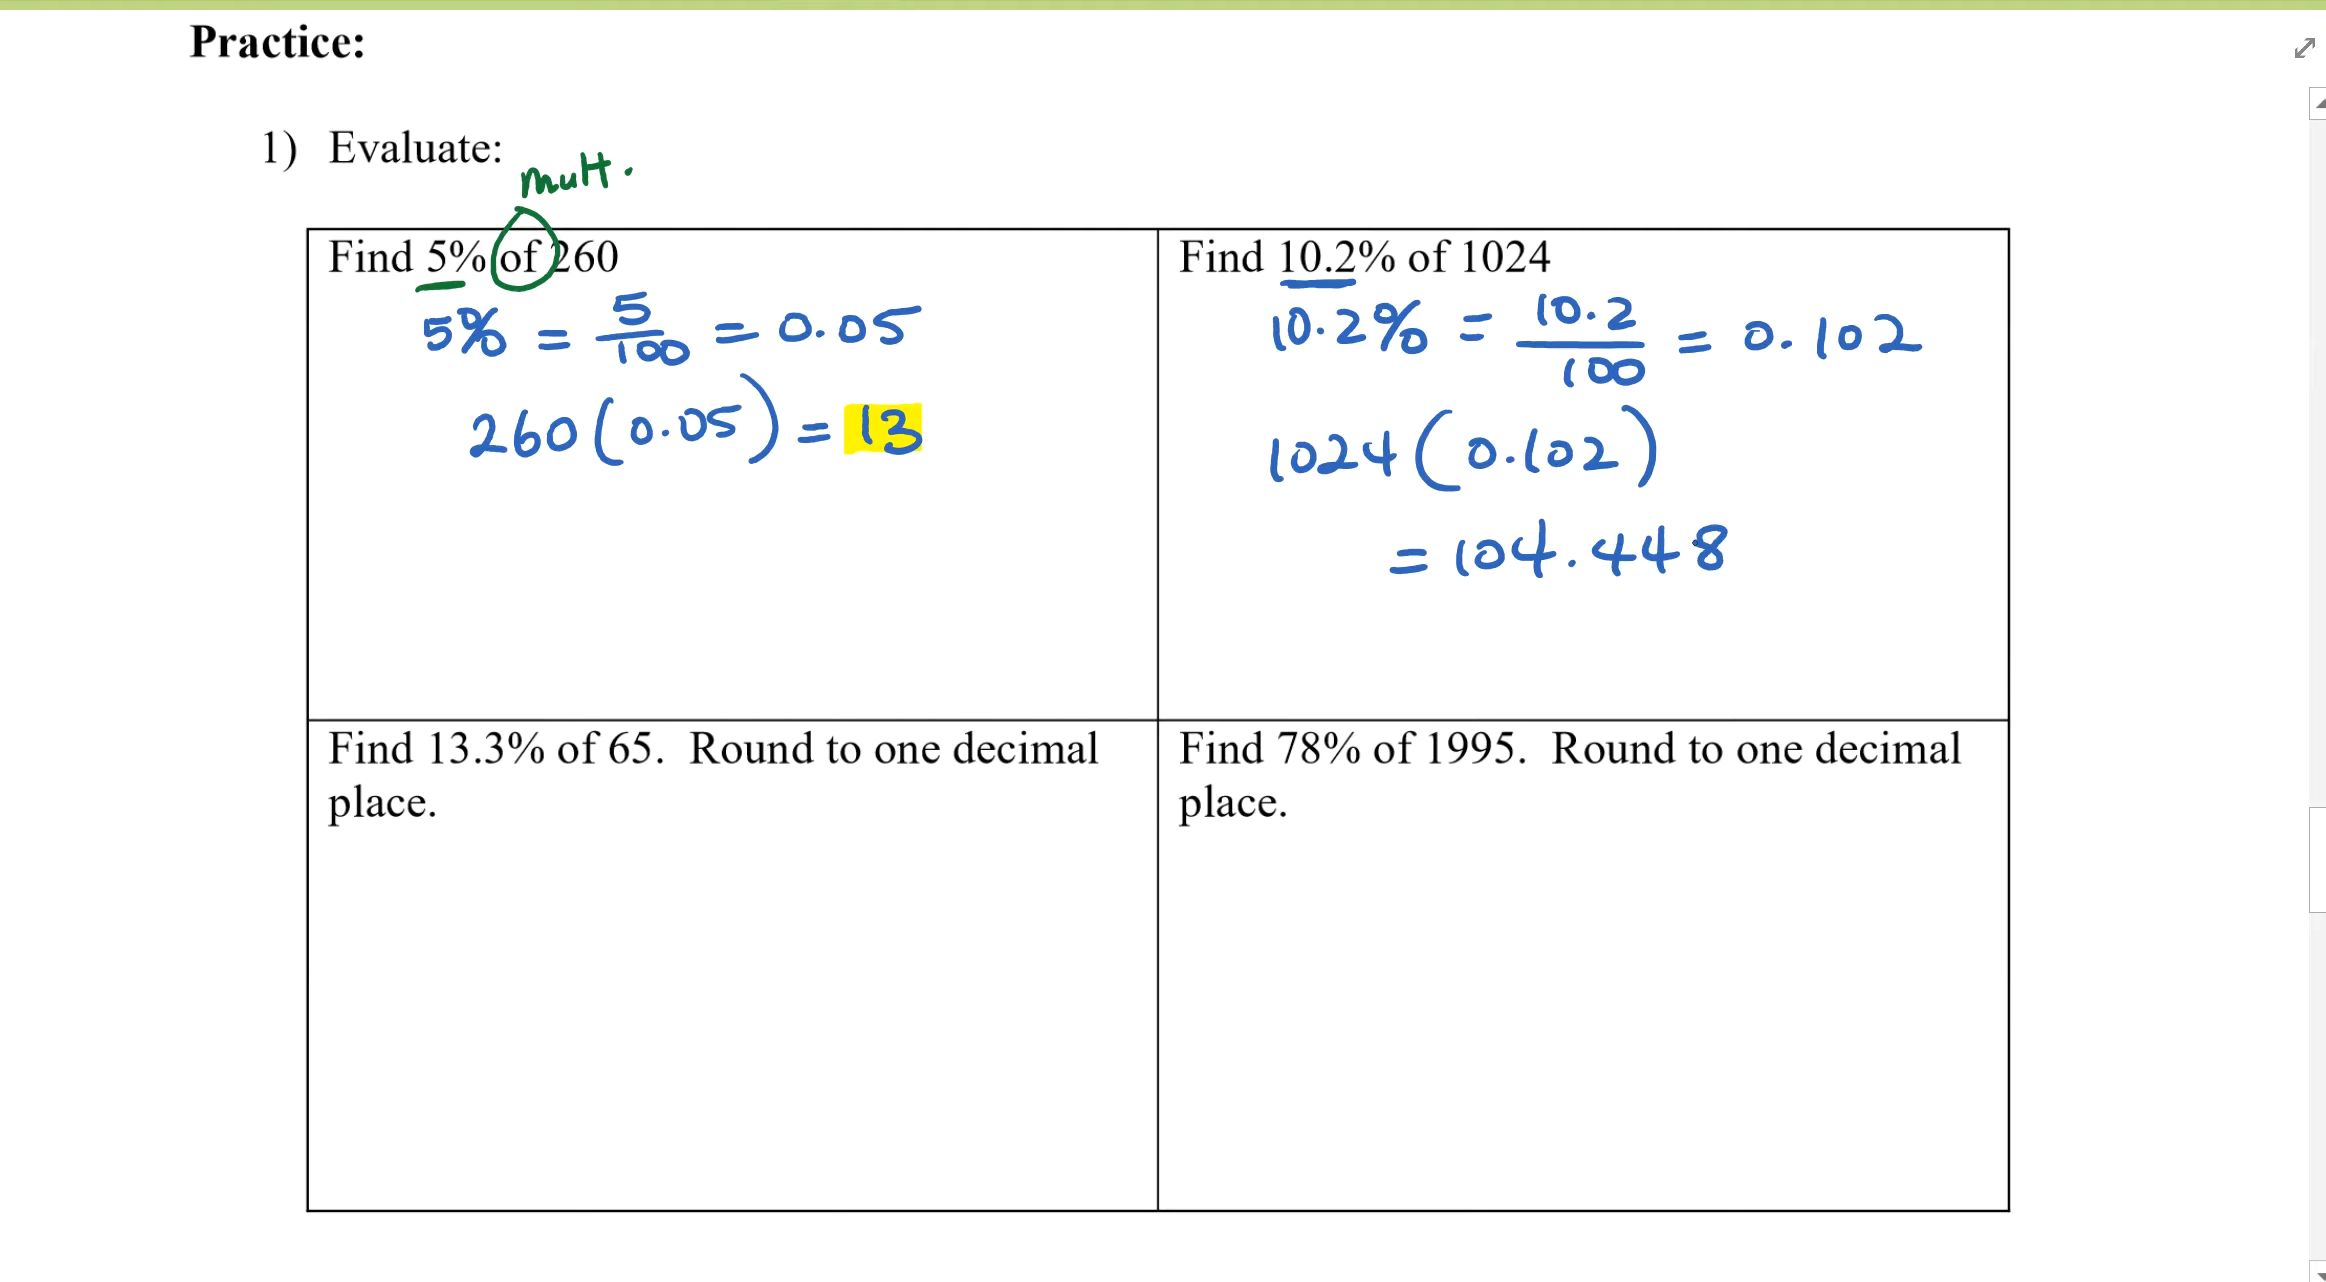 Practice:
1) Evaluate:
mult.
Find 5% of 260
5% = 5/100 = 0.05
260(0.05) = 13
Find 10.2% of 1024
10.2% = 10.2/100 = 0.102
1024(0.102)
= 104.448
Find 13.3% of 65. Round to one decimal
place.
Find 78% of 1995. Round to one decimal
place.